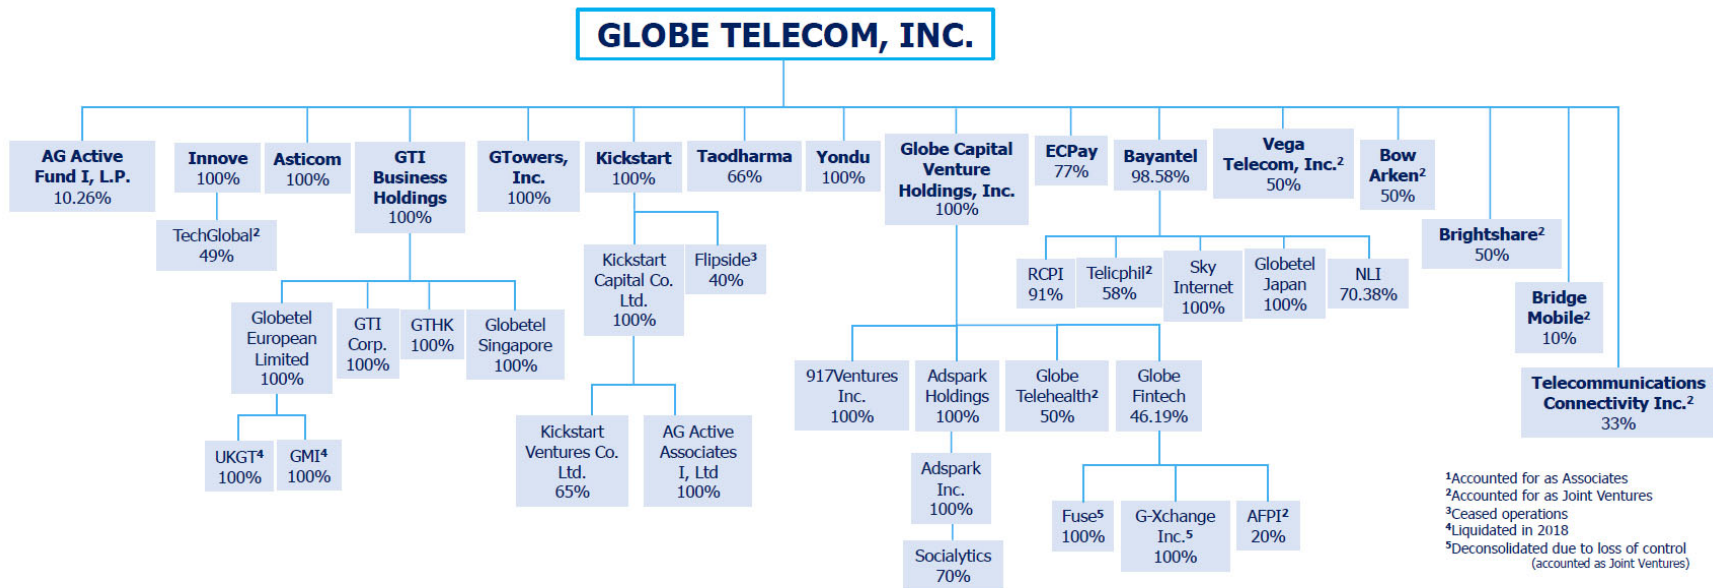 GLOBE TELECOM, INC.
AG Active
Fund I, L.P.
10.26%
Innove
100%
TechGlobal²
49%
Asticom
100%
GTI
Business
Holdings
100%
Globetel
European
Limited
100%
UKGT⁴
100%
GMI⁴
100%
GTI
Corp.
100%
GTHK
100%
Globetel
Singapore
100%
GTowers,
Inc.
100%
Kickstart
100%
Kickstart
Capital Co.
Ltd.
100%
Flipside³
40%
Kickstart
Ventures Co.
Ltd.
65%
AG Active
Associates
I, Ltd
100%
Taodharma
66%
Yondu
100%
Globe Capital
Venture
Holdings, Inc.
100%
917Ventures
Inc.
100%
Adspark
Holdings
100%
Adspark
Inc.
100%
Socialytics
70%
Globe
Telehealth²
50%
Globe
Fintech
46.19%
Fuse⁵
100%
G-Xchange
Inc.⁵
100%
AFPI²
20%
ECPay
77%
Bayantel
98.58%
RCPI
91%
Telicphil²
58%
Sky
Internet
100%
Globetel
Japan
100%
NLI
70.38%
Vega
Telecom, Inc.²
50%
Bow
Arken²
50%
Brightshare²
50%
Bridge
Mobile²
10%
Telecommunications
Connectivity Inc.²
33%
¹Accounted for as Associates
²Accounted for as Joint Ventures
³Ceased operations
⁴Liquidated in 2018
⁵Deconsolidated due to loss of control
(accounted as Joint Ventures)